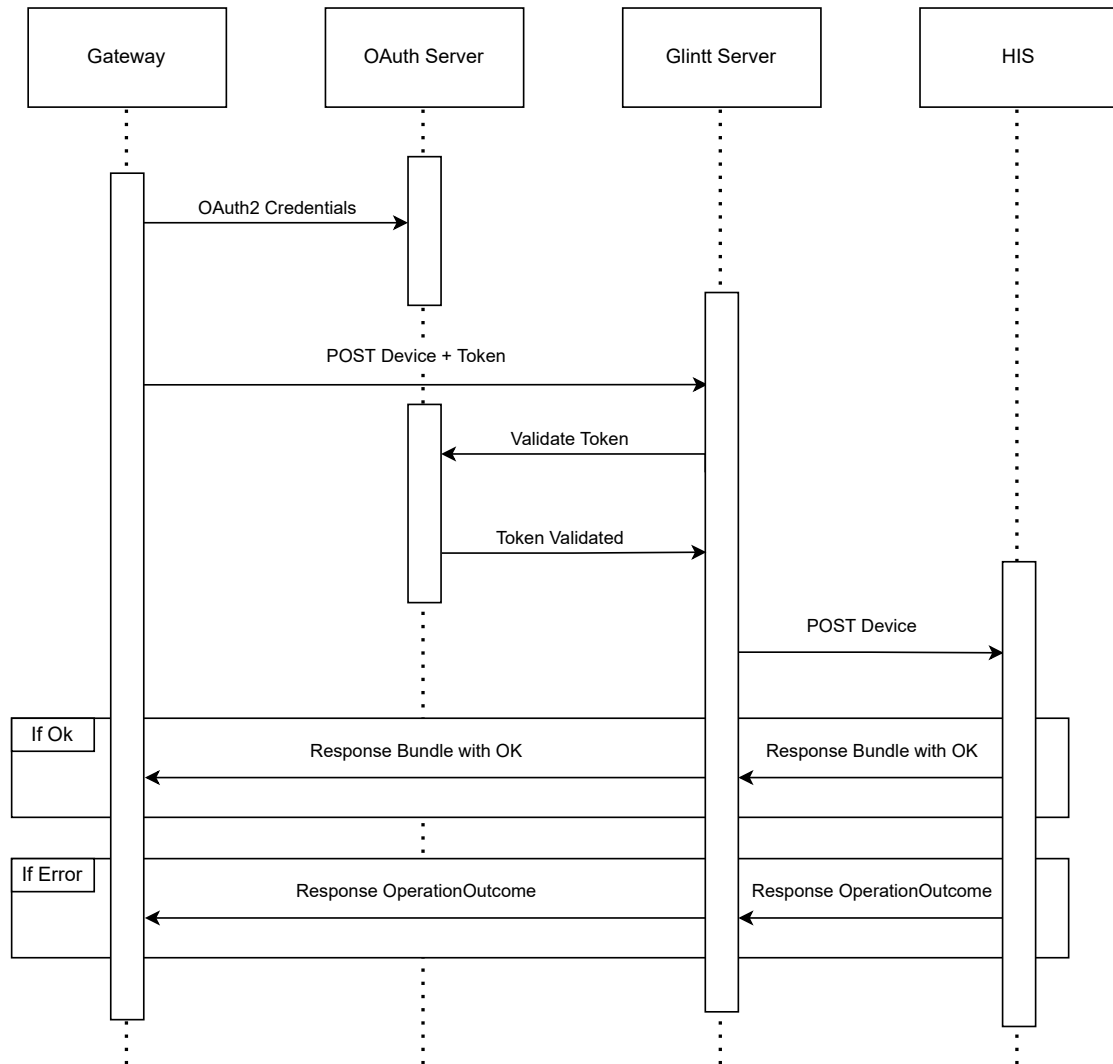 Gateway
OAuth Server
Glintt Server
HIS
OAuth2 Credentials
POST Device + Token
Validate Token
Token Validated
POST Device
If Ok
Response Bundle with OK
Response Bundle with OK
If Error
Response OperationOutcome
Response OperationOutcome